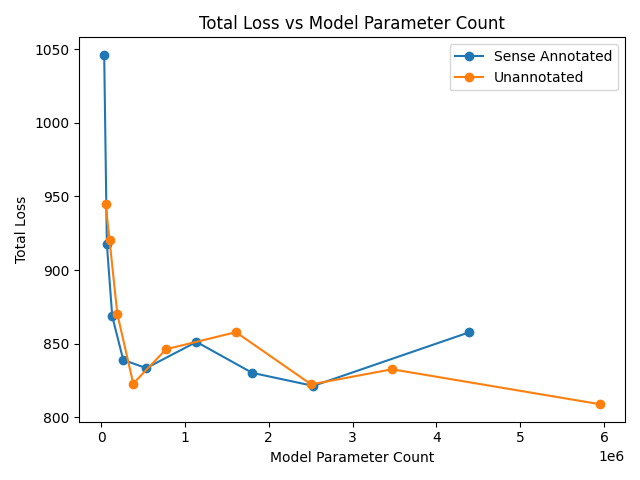 Total Loss vs Model Parameter Count
Sense Annotated
Unannotated
Total Loss
1050
1000
950
900
850
800
0 1 2 3 4 5 6
1e6
Model Parameter Count